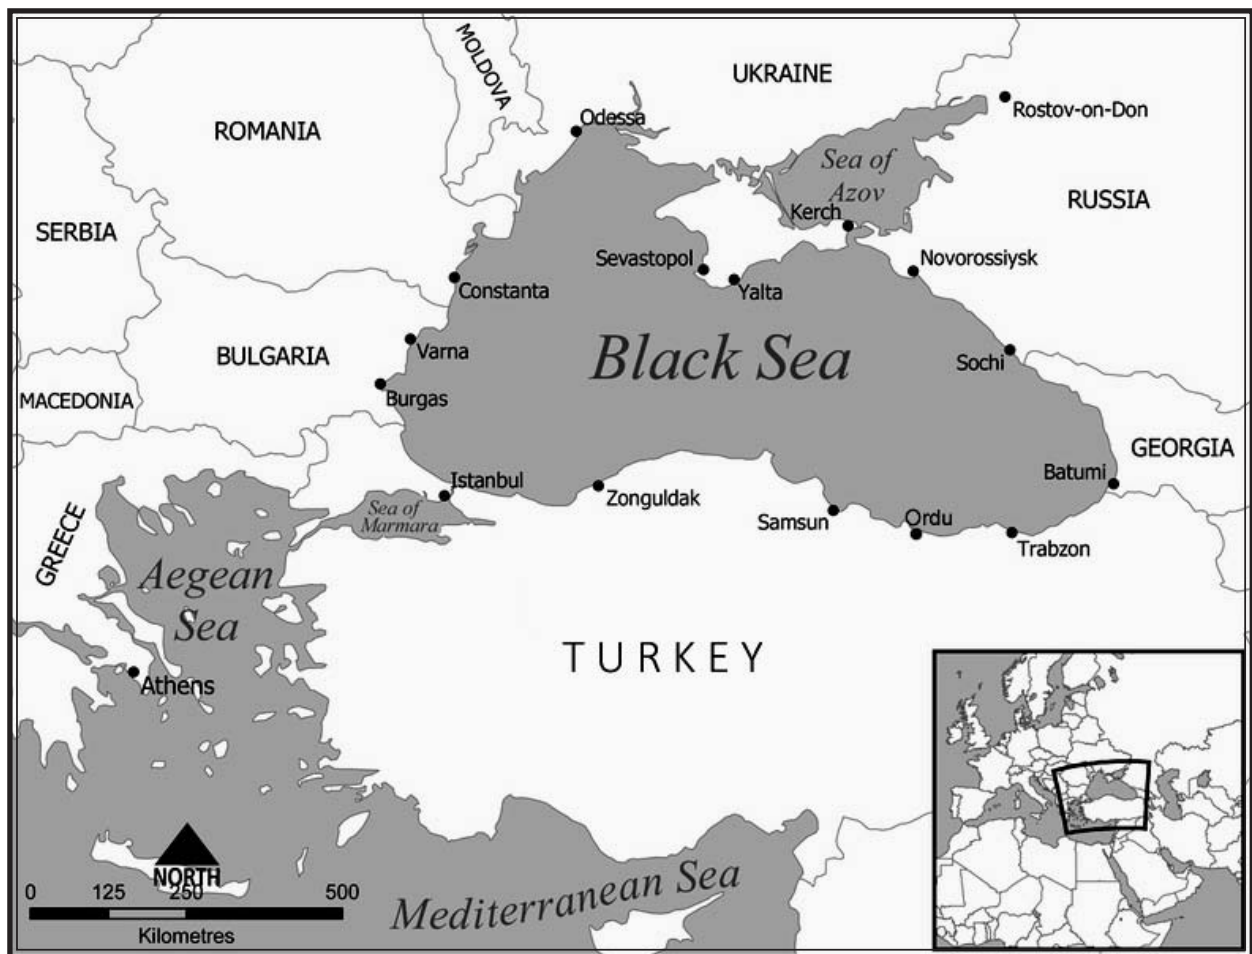 MOLDOVA
UKRAINE
Rostov-on-Don
Odessa
ROMANIA
Sea of
Azov
RUSSIA
Kerch
SERBIA
Sevastopol
Novorossiysk
Constanta
Yalta
Black Sea
Varna
BULGARIA
Sochi
MACEDONIA
Burgas
GEORGIA
Batumi
Istanbul
Zonguldak
Sea of
Marmara
Samsun
Ordu
Trabzon
GREECE
Aegean
Sea
TURKEY
Athens
NORTH
0 125 250 500
Kilometres
Mediterranean Sea